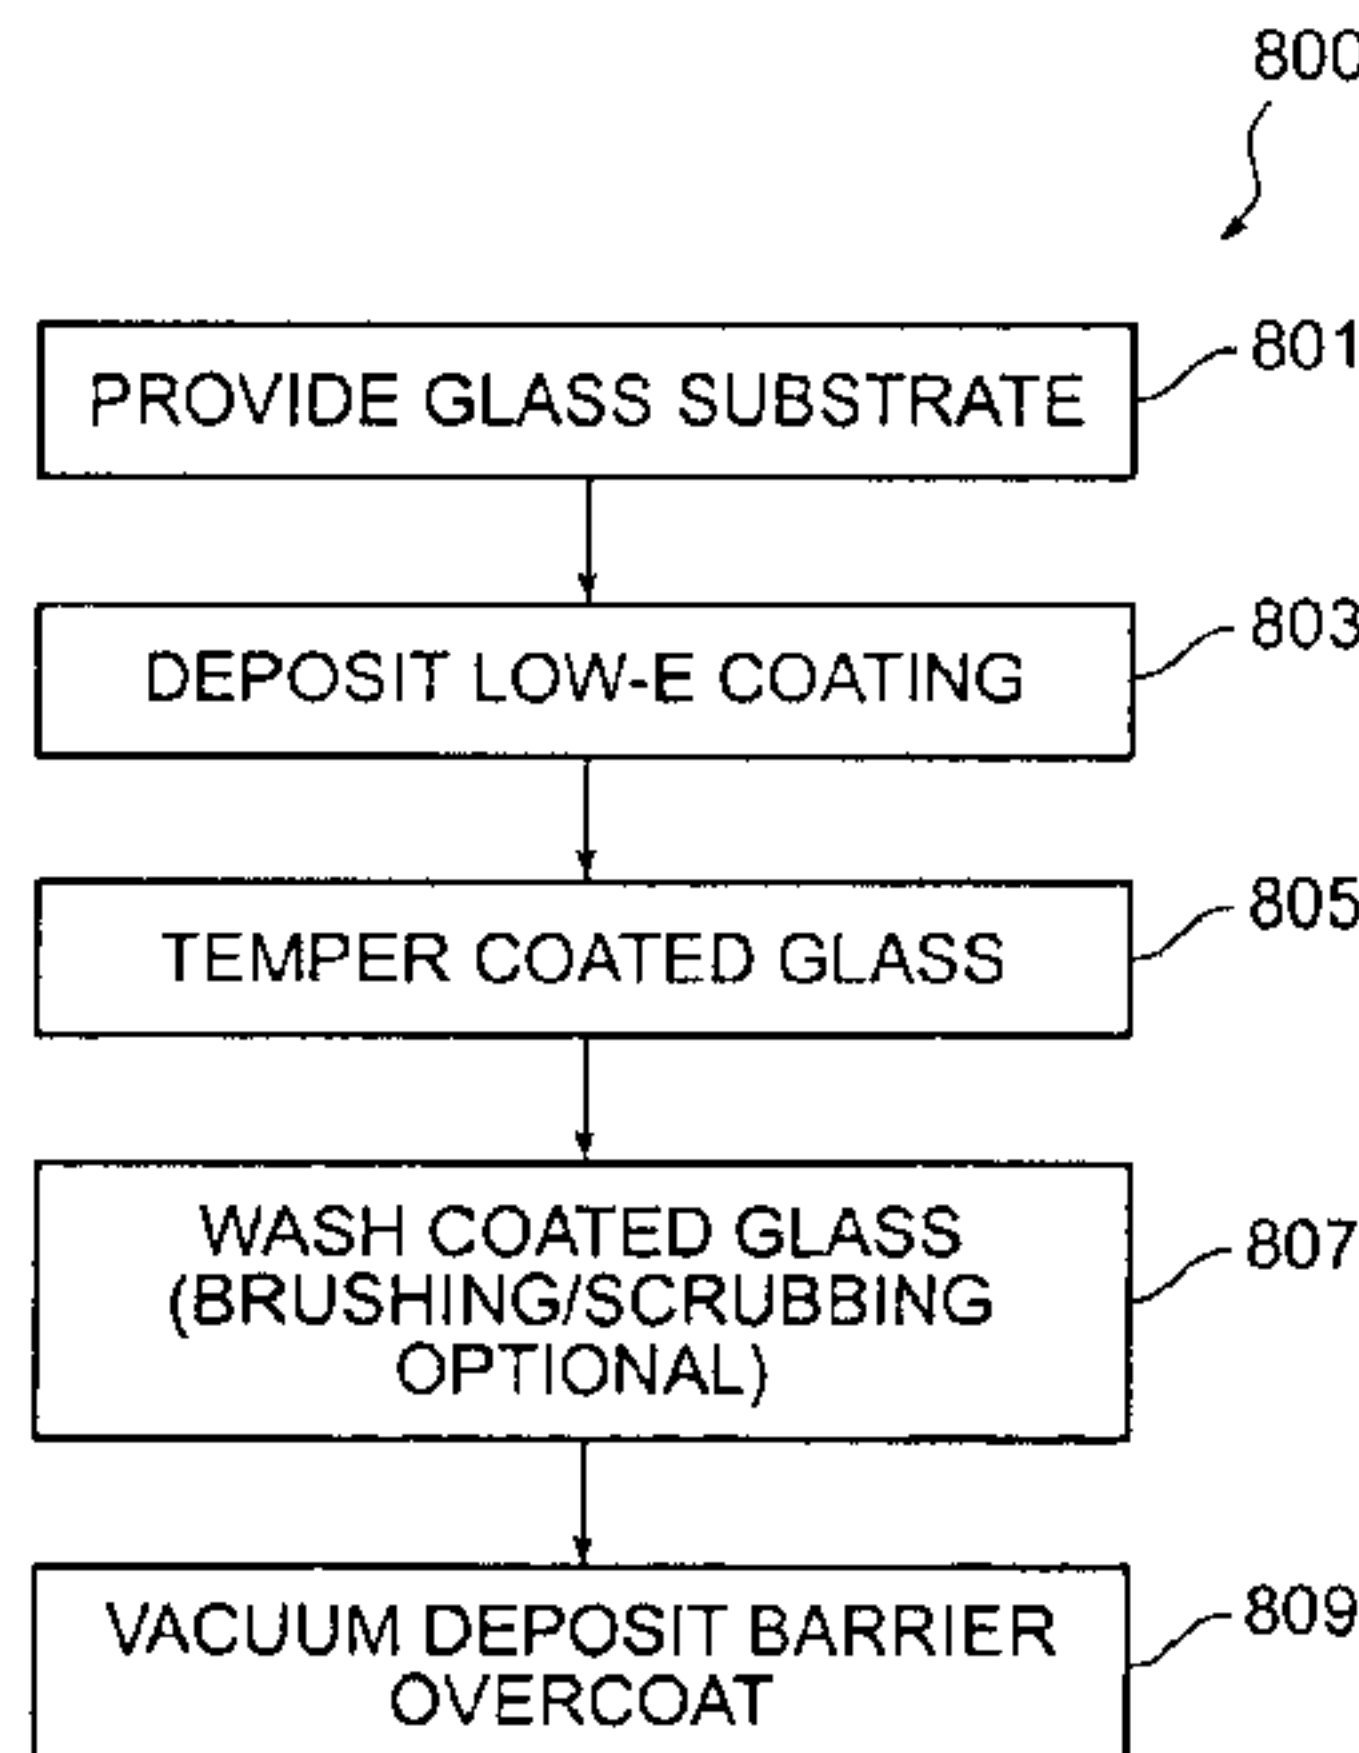 800
PROVIDE GLASS SUBSTRATE
801
DEPOSIT LOW-E COATING
803
TEMPER COATED GLASS
805
WASH COATED GLASS
(BRUSHING/SCRUBBING
OPTIONAL)
807
VACUUM DEPOSIT BARRIER
OVERCOAT
809